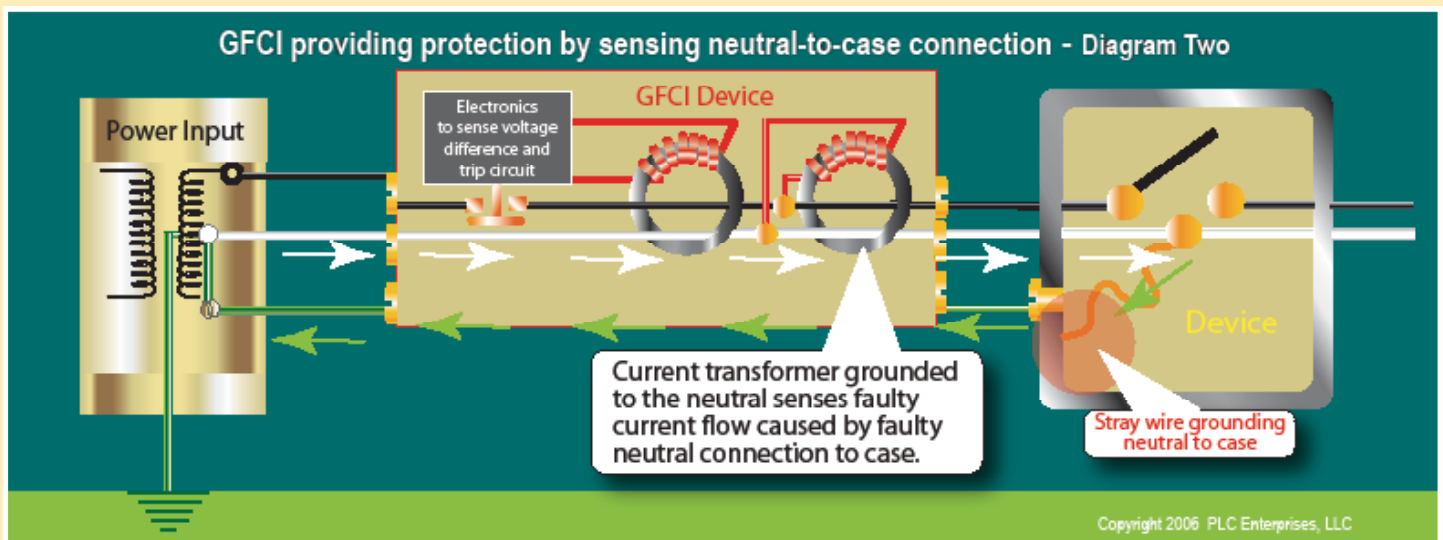 GFCI providing protection by sensing neutral-to-case connection - Diagram Two
Power Input
Electronics
to sense voltage
difference and
trip circuit
GFCI Device
Device
Current transformer grounded
to the neutral senses faulty
current flow caused by faulty
neutral connection to case.
Stray wire grounding
neutral to case
Copyright 2006 PLC Enterprises, LLC